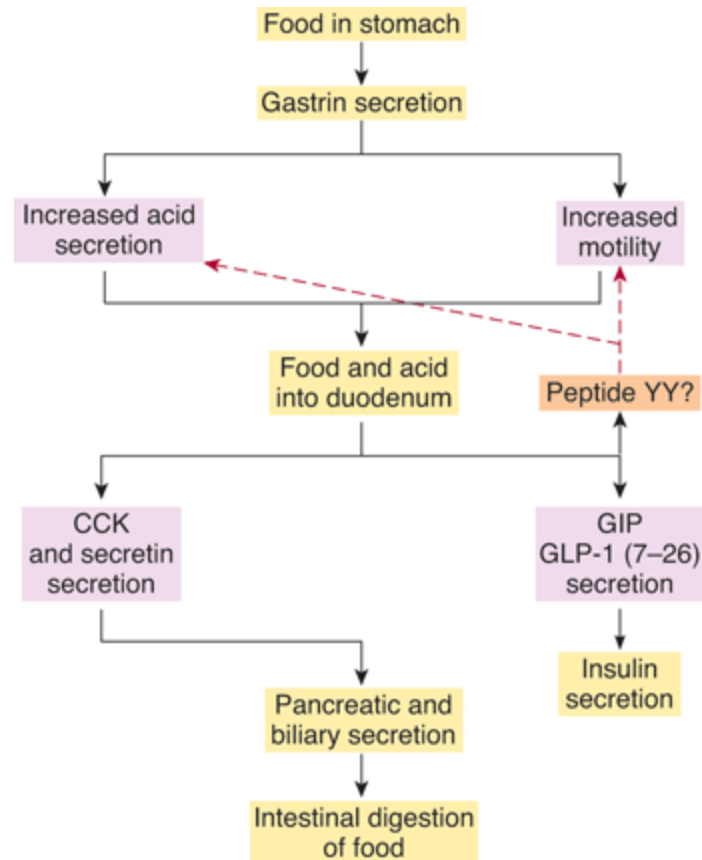 Food in stomach
Gastrin secretion
Increased acid
secretion
Increased
motility
Food and acid
into duodenum
Peptide YY?
CCK
and secretin
secretion
GIP
GLP-1 (7–26)
secretion
Insulin
secretion
Pancreatic and
biliary secretion
Intestinal digestion
of food